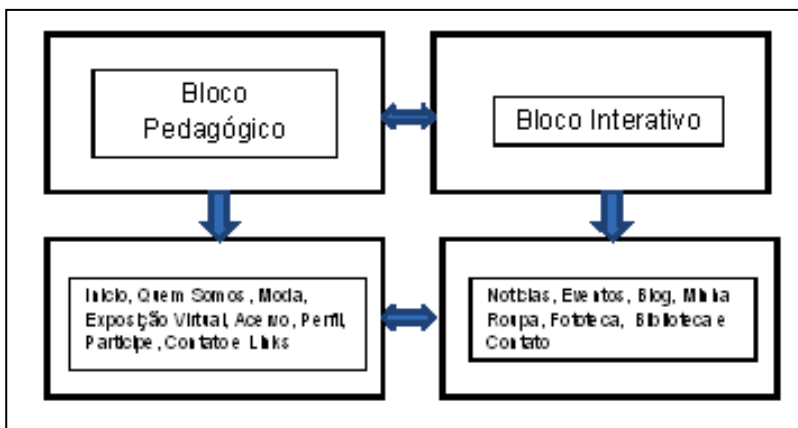 Bloco
Pedagógico
Bloco Interativo
Início, Quem Somos, Moda,
Exposição Virtual, Acervo, Perfil,
Participe, Contato e Links
Notícias, Eventos, Blog, Minha
Roupa, Fototeca, Biblioteca e
Contato